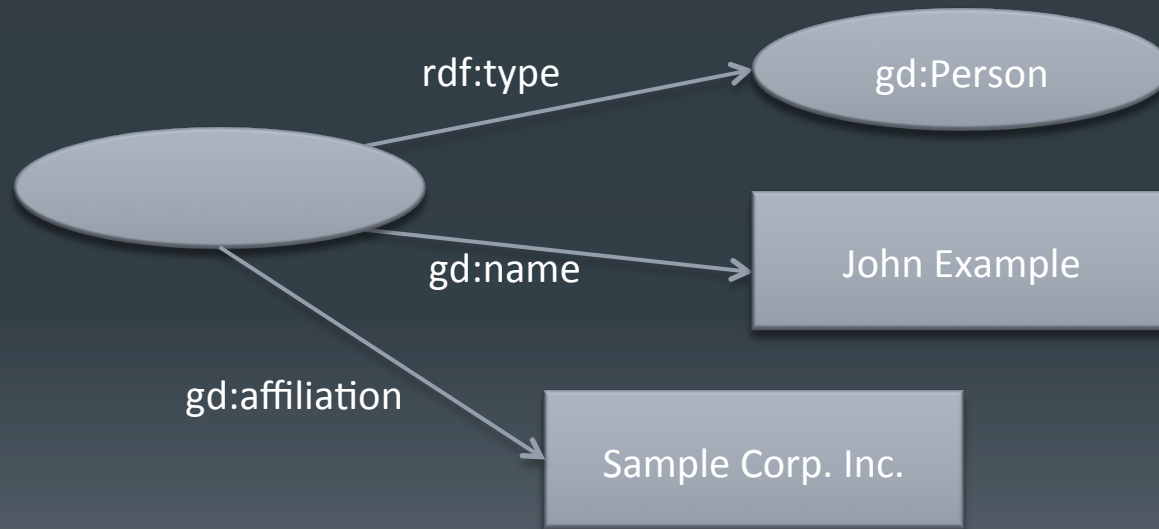 rdf:type
gd:Person
gd:name
John Example
gd:affiliation
Sample Corp. Inc.